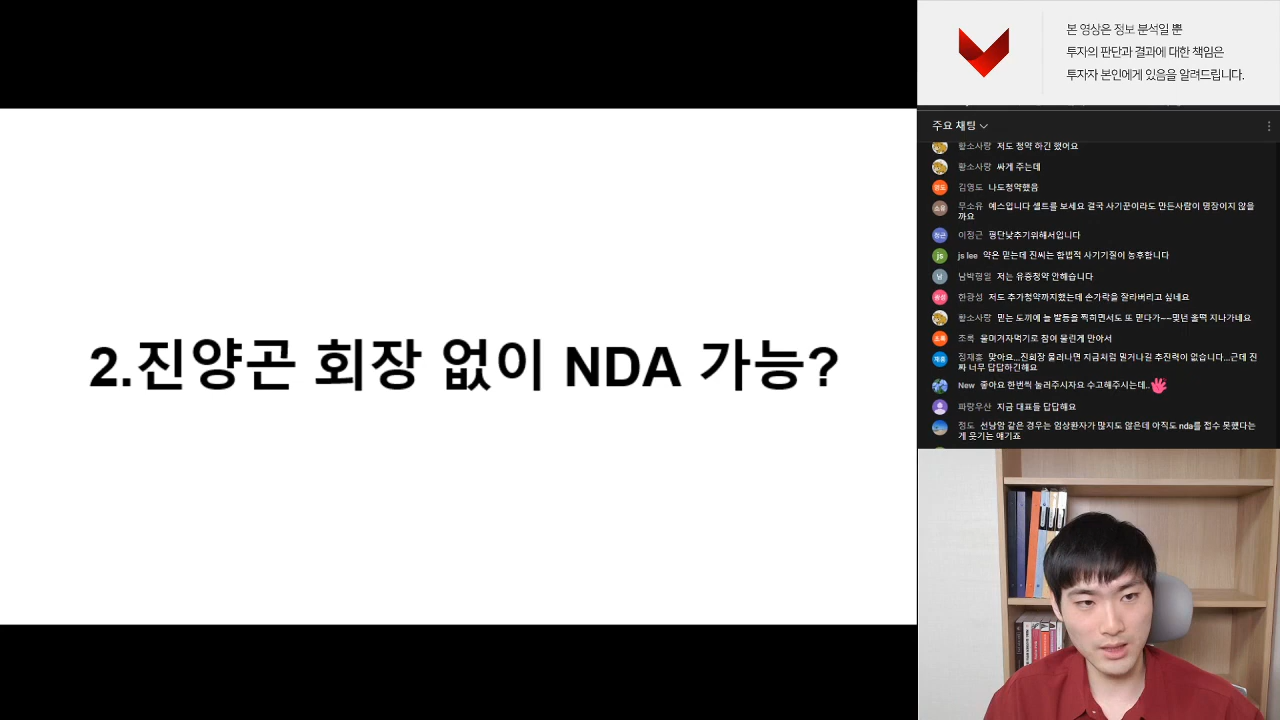 2.진양곤 회장 없이 NDA 가능?
본 영상은 정보 분석일 뿐
투자의 판단과 결과에 대한 책임은
투자자 본인에게 있음을 알려드립니다.
주요 채팅
황소사랑 저도 청약 하긴 했어요
황소사랑 싸게 주는데
김영도 나도청약했음
무소유 예스입니다 셀트를 보세요 결국 사기꾼이라도 만든사람이 명장이지 않을
까요
이정근 평단낮추기위해서입니다
js lee 약은 믿는데 진씨는 합법적 사기기질이 농후합니다
남박형일 저는 유증청약 안해습니다
한광성 저도 추가청약까지했는데 손가락을 잘라버리고 싶네요
황소사랑 믿는 도끼에 늘 발등을 찍히면서도 또 믿다가~~몇년 훌떡 지나가네요
조록 울며겨자먹기로 참여 물린게 만아서
정재홍 맞아요...진회장 물러나면 지금처럼 밀거나갈 추진력이 없습니다...근데 진
짜 너무 답답하긴해요
New 좋아요 한번씩 눌러주시자요 수고해주시는데..
파랑우산 지금 대표들 답답해요
정도 선낭암 같은 경우는 임상환자가 많지도 않은데 아직도 nda를 접수 못했다는
게 웃기는 얘기죠